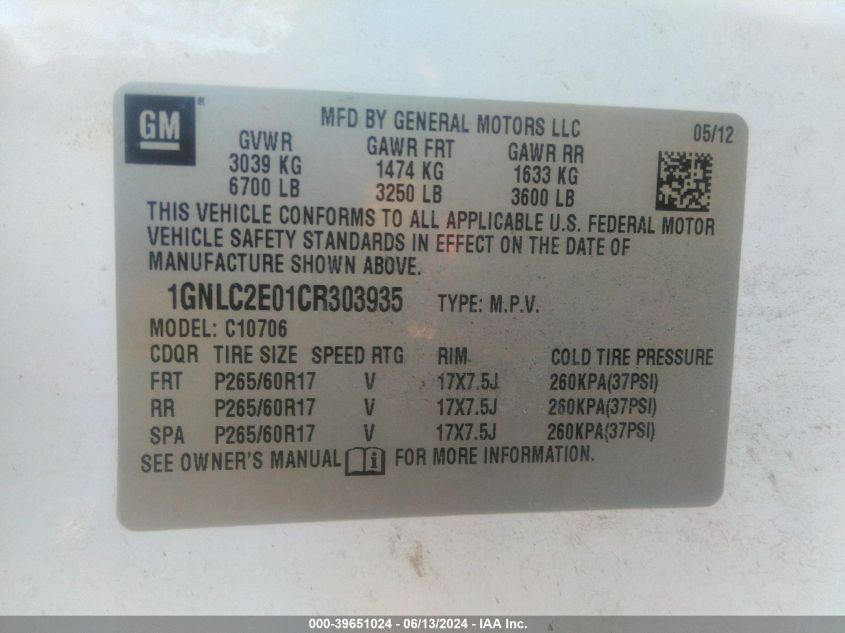 GM®
MFD BY GENERAL MOTORS LLC 05/12
GVWR GAWR FRT GAWR RR
3039 KG 1474 KG 1633 KG
6700 LB 3250 LB 3600 LB
THIS VEHICLE CONFORMS TO ALL APPLICABLE U.S. FEDERAL MOTOR
VEHICLE SAFETY STANDARDS IN EFFECT ON THE DATE OF
MANUFACTURE SHOWN ABOVE.
1GNLC2E01CR303935 TYPE: M.P.V.
MODEL: C10706
CDQR TIRE SIZE SPEED RTG RIM COLD TIRE PRESSURE
FRT P265/60R17 V 17X7.5J 260KPA(37PSI)
RR P265/60R17 V 17X7.5J 260KPA(37PSI)
SPA P265/60R17 V 17X7.5J 260KPA(37PSI)
SEE OWNER'S MANUAL FOR MORE INFORMATION.
000-39651024 - 06/13/2024 - IAA Inc.